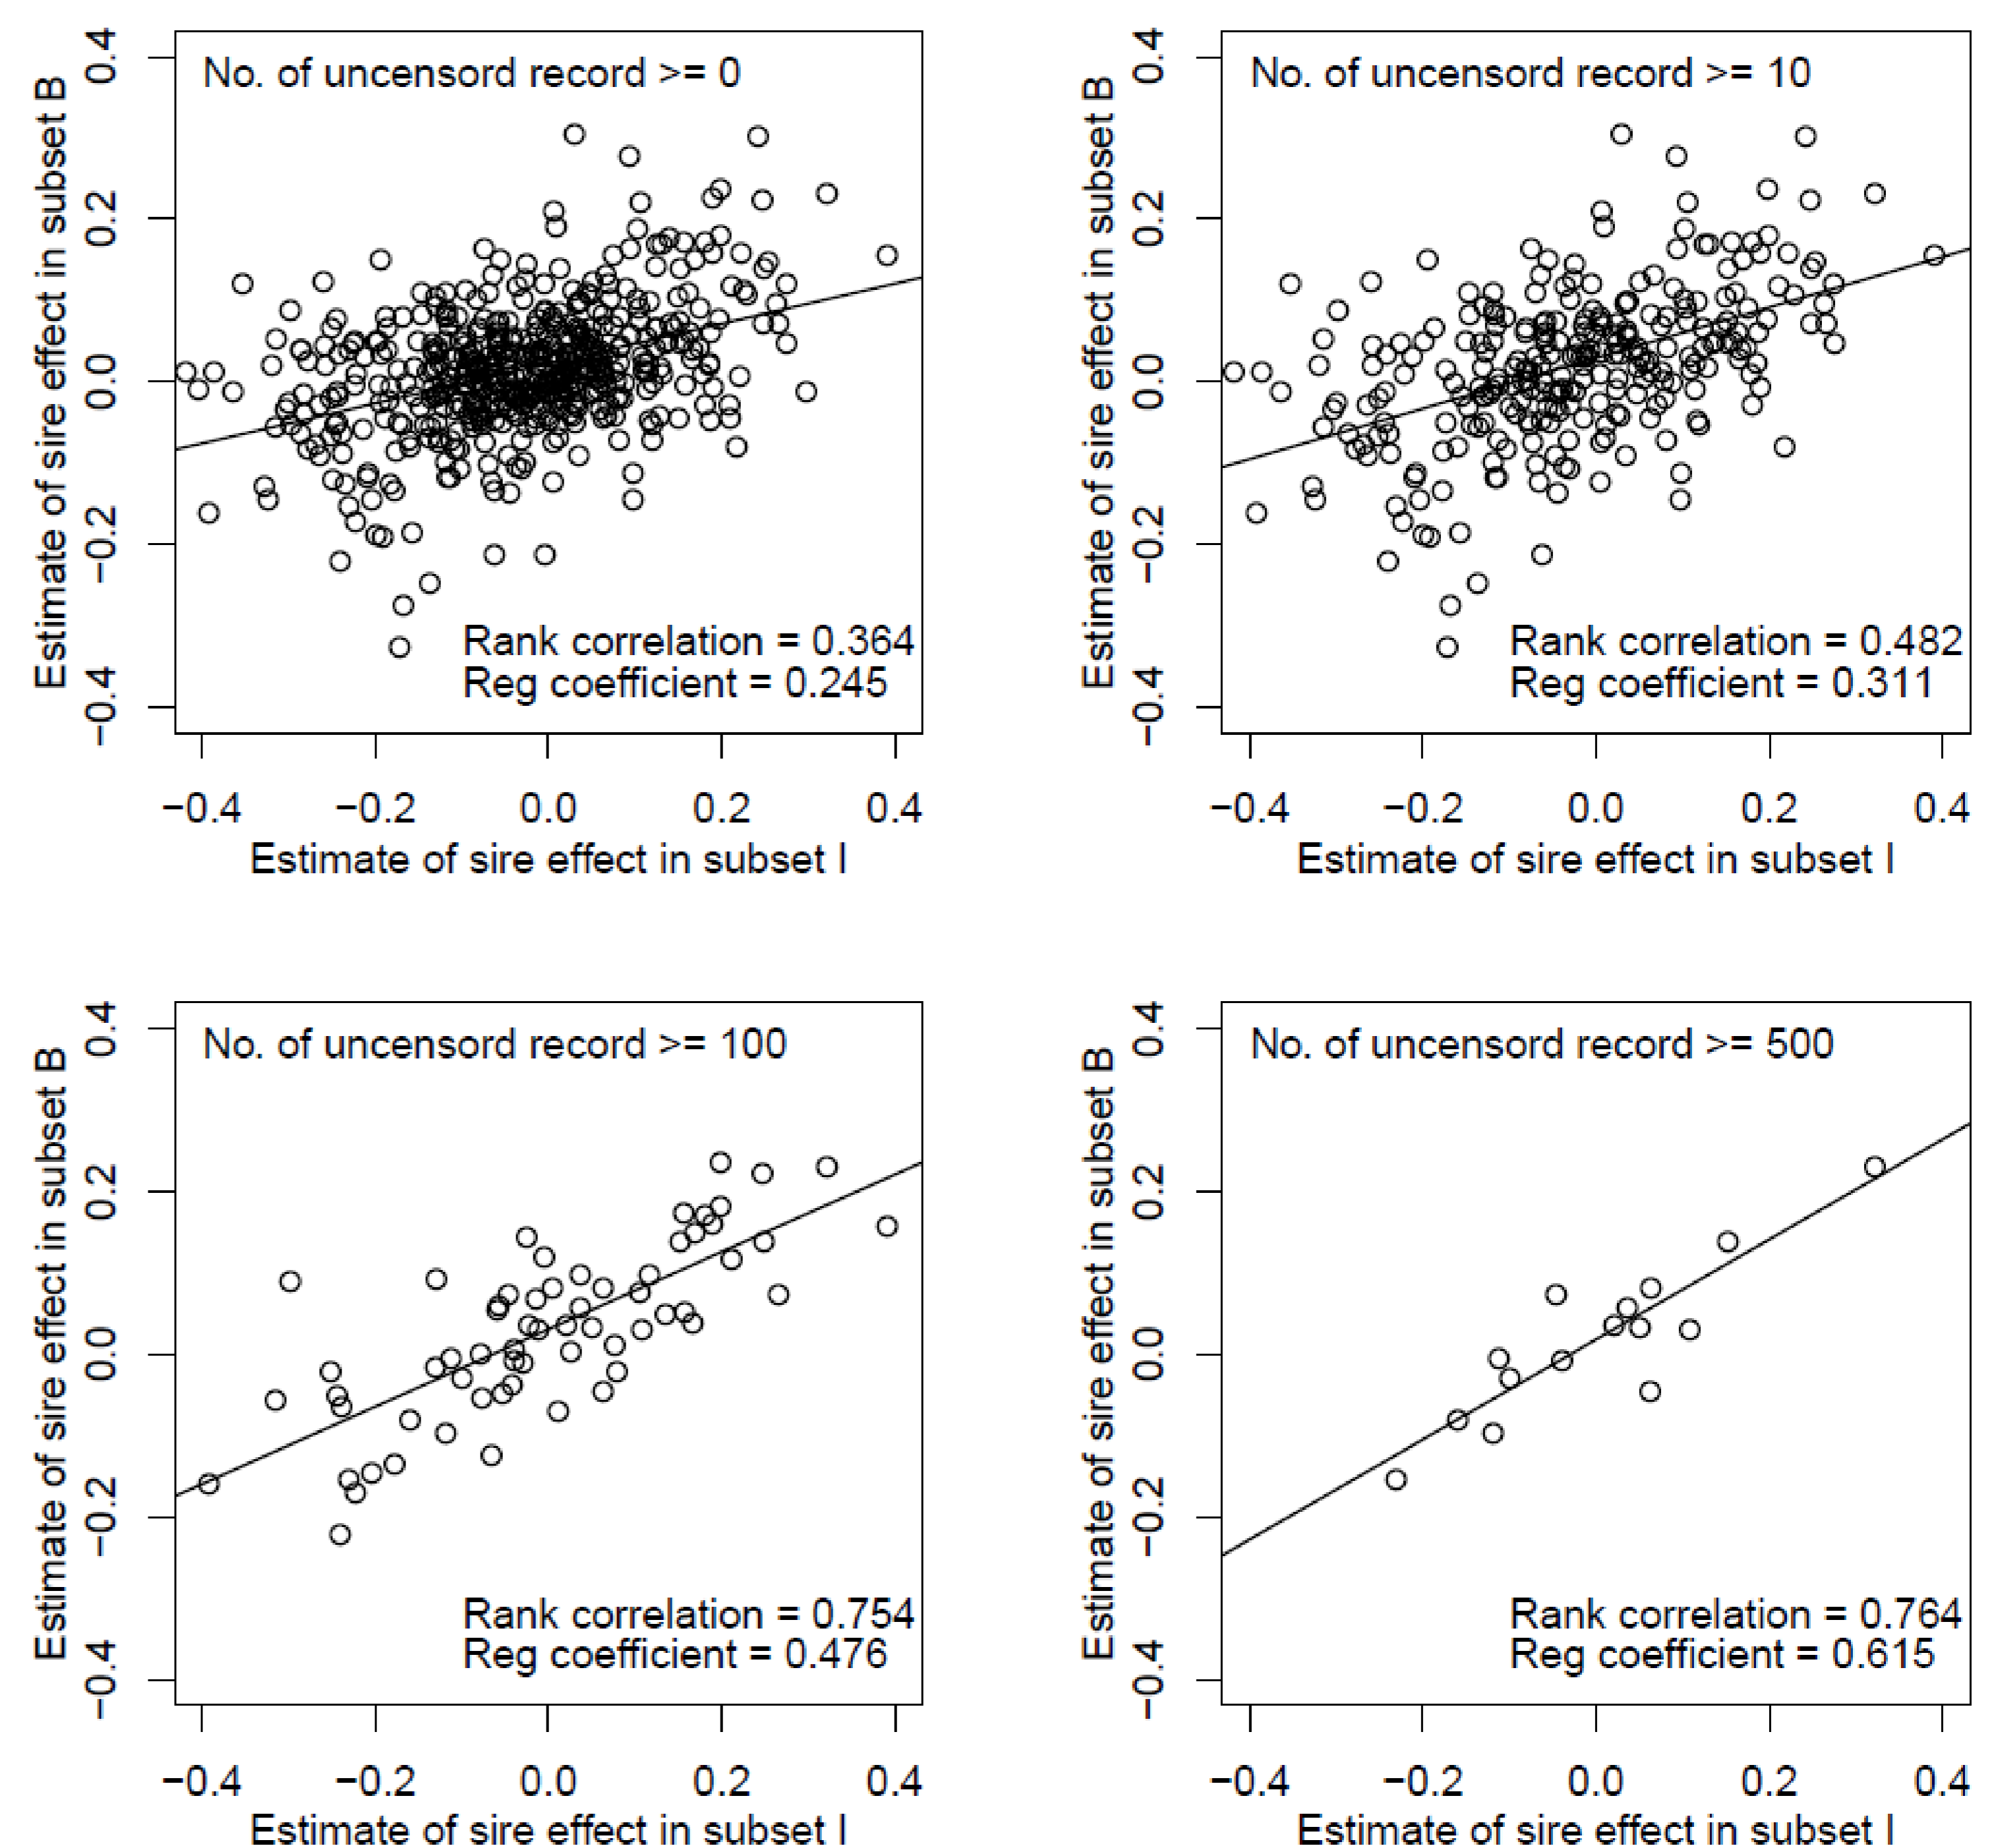 No. of uncensord record >= 0
Rank correlation = 0.364
Reg coefficient = 0.245
Estimate of sire effect in subset B
0.4
0.2
0.0
−0.2
−0.4
−0.4 −0.2 0.0 0.2 0.4
Estimate of sire effect in subset I
No. of uncensord record >= 10
Rank correlation = 0.482
Reg coefficient = 0.311
Estimate of sire effect in subset B
0.4
0.2
0.0
−0.2
−0.4
−0.4 −0.2 0.0 0.2 0.4
Estimate of sire effect in subset I
No. of uncensord record >= 100
Rank correlation = 0.754
Reg coefficient = 0.476
Estimate of sire effect in subset B
0.4
0.2
0.0
−0.2
−0.4
−0.4 −0.2 0.0 0.2 0.4
Estimate of sire effect in subset I
No. of uncensord record >= 500
Rank correlation = 0.764
Reg coefficient = 0.615
Estimate of sire effect in subset B
0.4
0.2
0.0
−0.2
−0.4
−0.4 −0.2 0.0 0.2 0.4
Estimate of sire effect in subset I